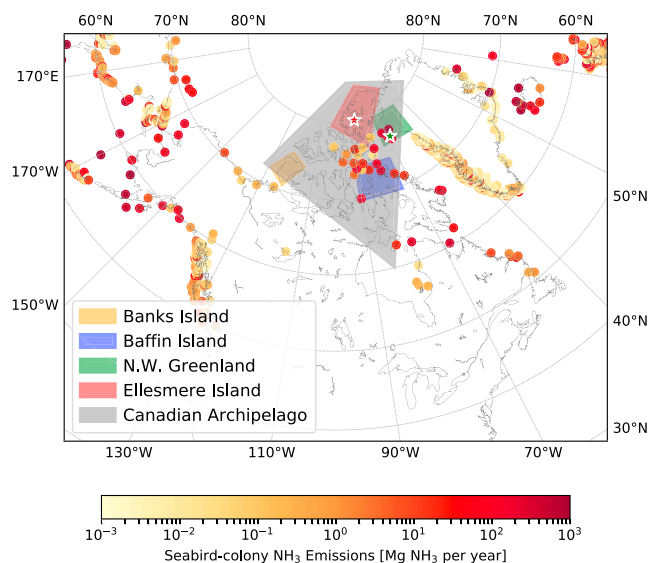 60°N 70°N 80°N 80°N 70°N 60°N
170°E
170°W
150°W
50°N
40°N
30°N
Banks Island
Baffin Island
N.W. Greenland
Ellesmere Island
Canadian Archipelago
130°W 110°W 90°W 70°W
10⁻³ 10⁻² 10⁻¹ 10⁰ 10¹ 10² 10³
Seabird-colony NH₃ Emissions [Mg NH₃ per year]